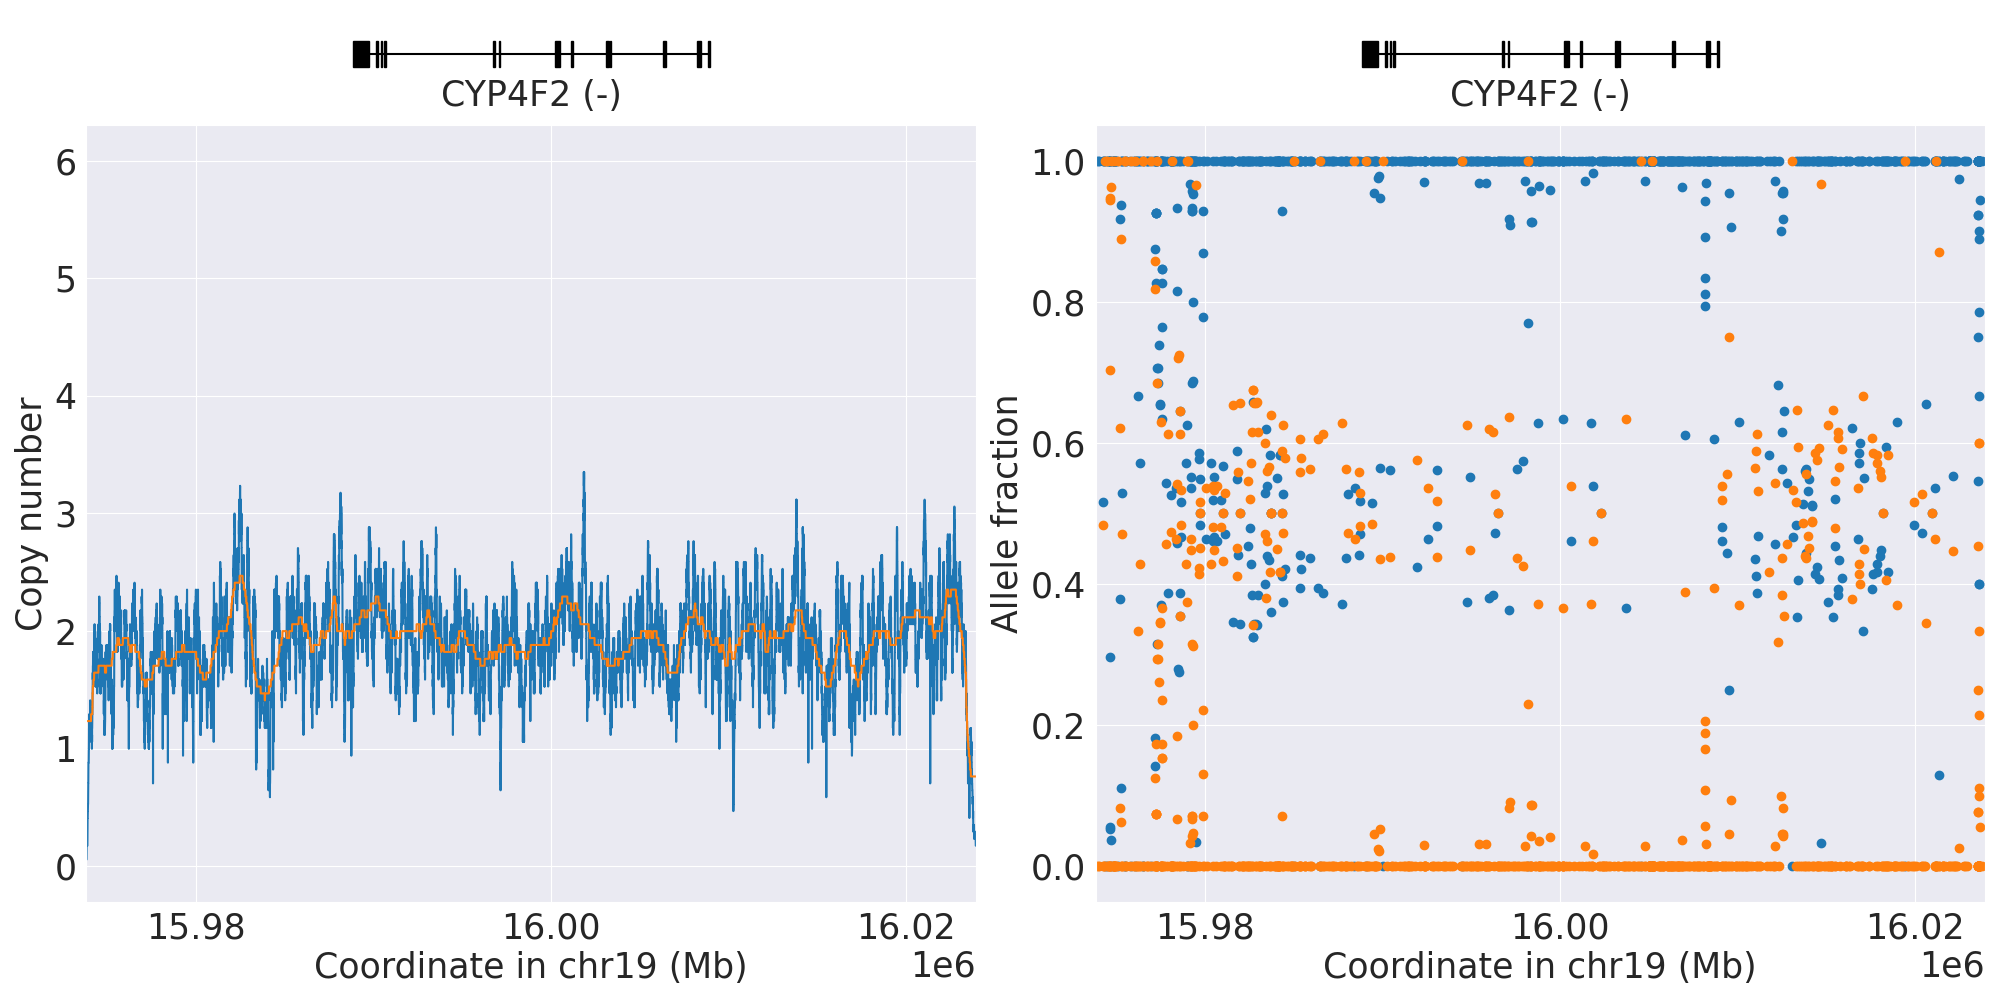 CYP4F2 (-)
6
5
4
3
2
1
0
Copy number
15.98
16.00
16.02
Coordinate in chr19 (Mb)
1e6
CYP4F2 (-)
1.0
0.8
0.6
0.4
0.2
0.0
Allele fraction
15.98
16.00
16.02
Coordinate in chr19 (Mb)
1e6